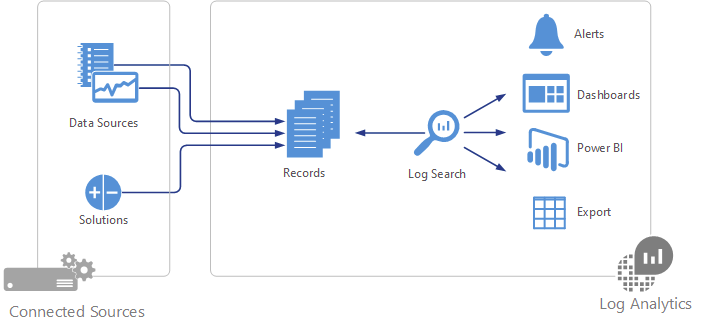 Alerts
Data Sources
Dashboards
Records
Log Search
Power BI
Solutions
Export
Connected Sources
Log Analytics